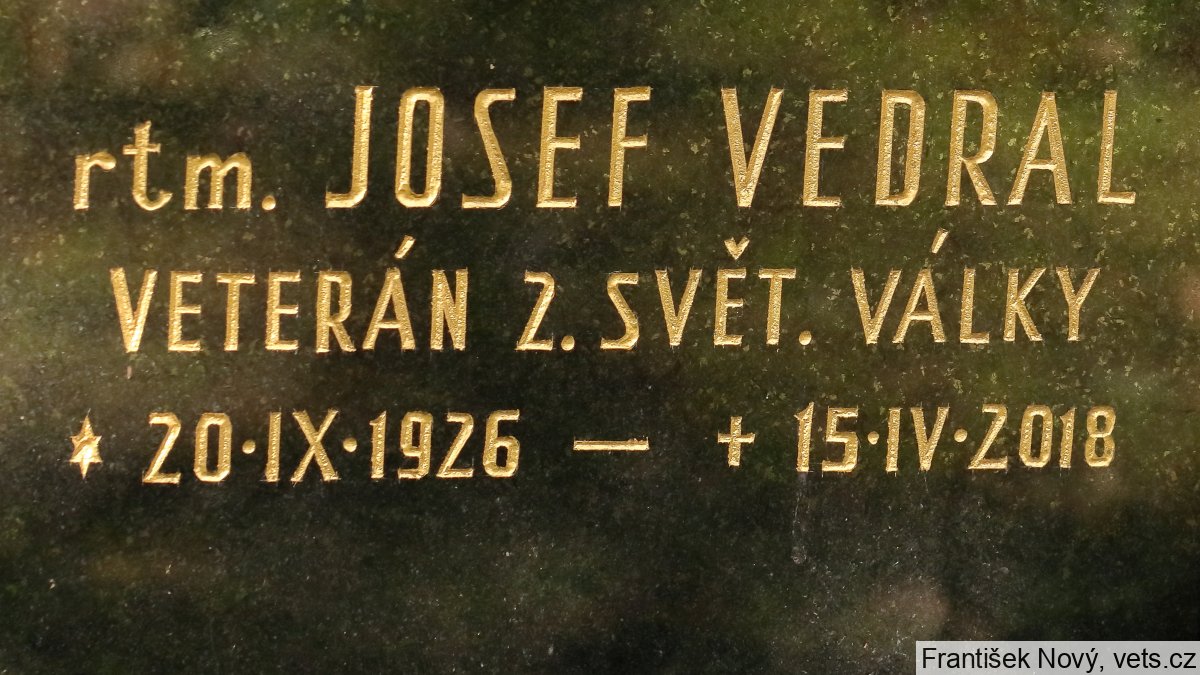 rtm. JOSEF VEDRAL
VETERÁN 2. SVĚT. VÁLKY
* 20·IX·1926 — + 15·IV·2018
František Nový, vets.cz